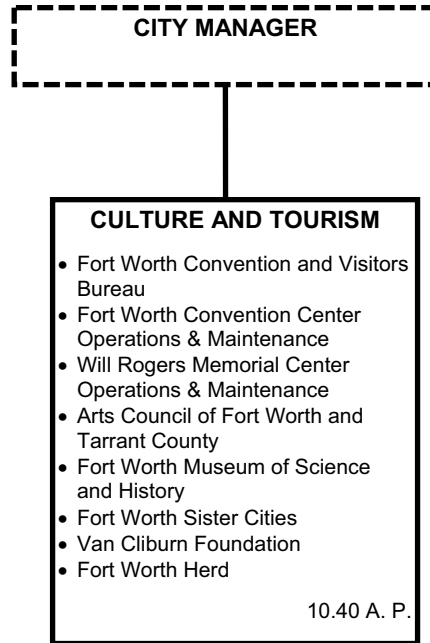 CITY MANAGER
CULTURE AND TOURISM
• Fort Worth Convention and Visitors
Bureau
• Fort Worth Convention Center
Operations & Maintenance
• Will Rogers Memorial Center
Operations & Maintenance
• Arts Council of Fort Worth and
Tarrant County
• Fort Worth Museum of Science
and History
• Fort Worth Sister Cities
• Van Cliburn Foundation
• Fort Worth Herd
10.40 A. P.